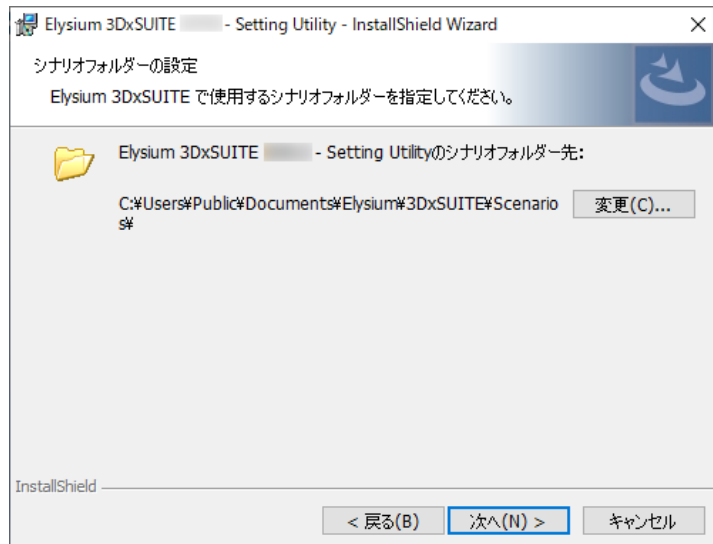 Elysium 3DxSUITE - Setting Utility - InstallShield Wizard
シナリオフォルダーの設定
Elysium 3DxSUITE で使用するシナリオフォルダーを指定してください。
Elysium 3DxSUITE - Setting Utilityのシナリオフォルダー先:
C:¥Users¥Public¥Documents¥Elysium¥3DxSUITE¥Scenario
s¥
変更(C)...
InstallShield
< 戻る(B)
次へ(N) >
キャンセル